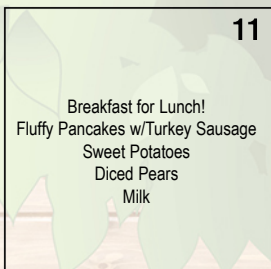 11
Breakfast for Lunch!
Fluffy Pancakes w/Turkey Sausage
Sweet Potatoes
Diced Pears
Milk